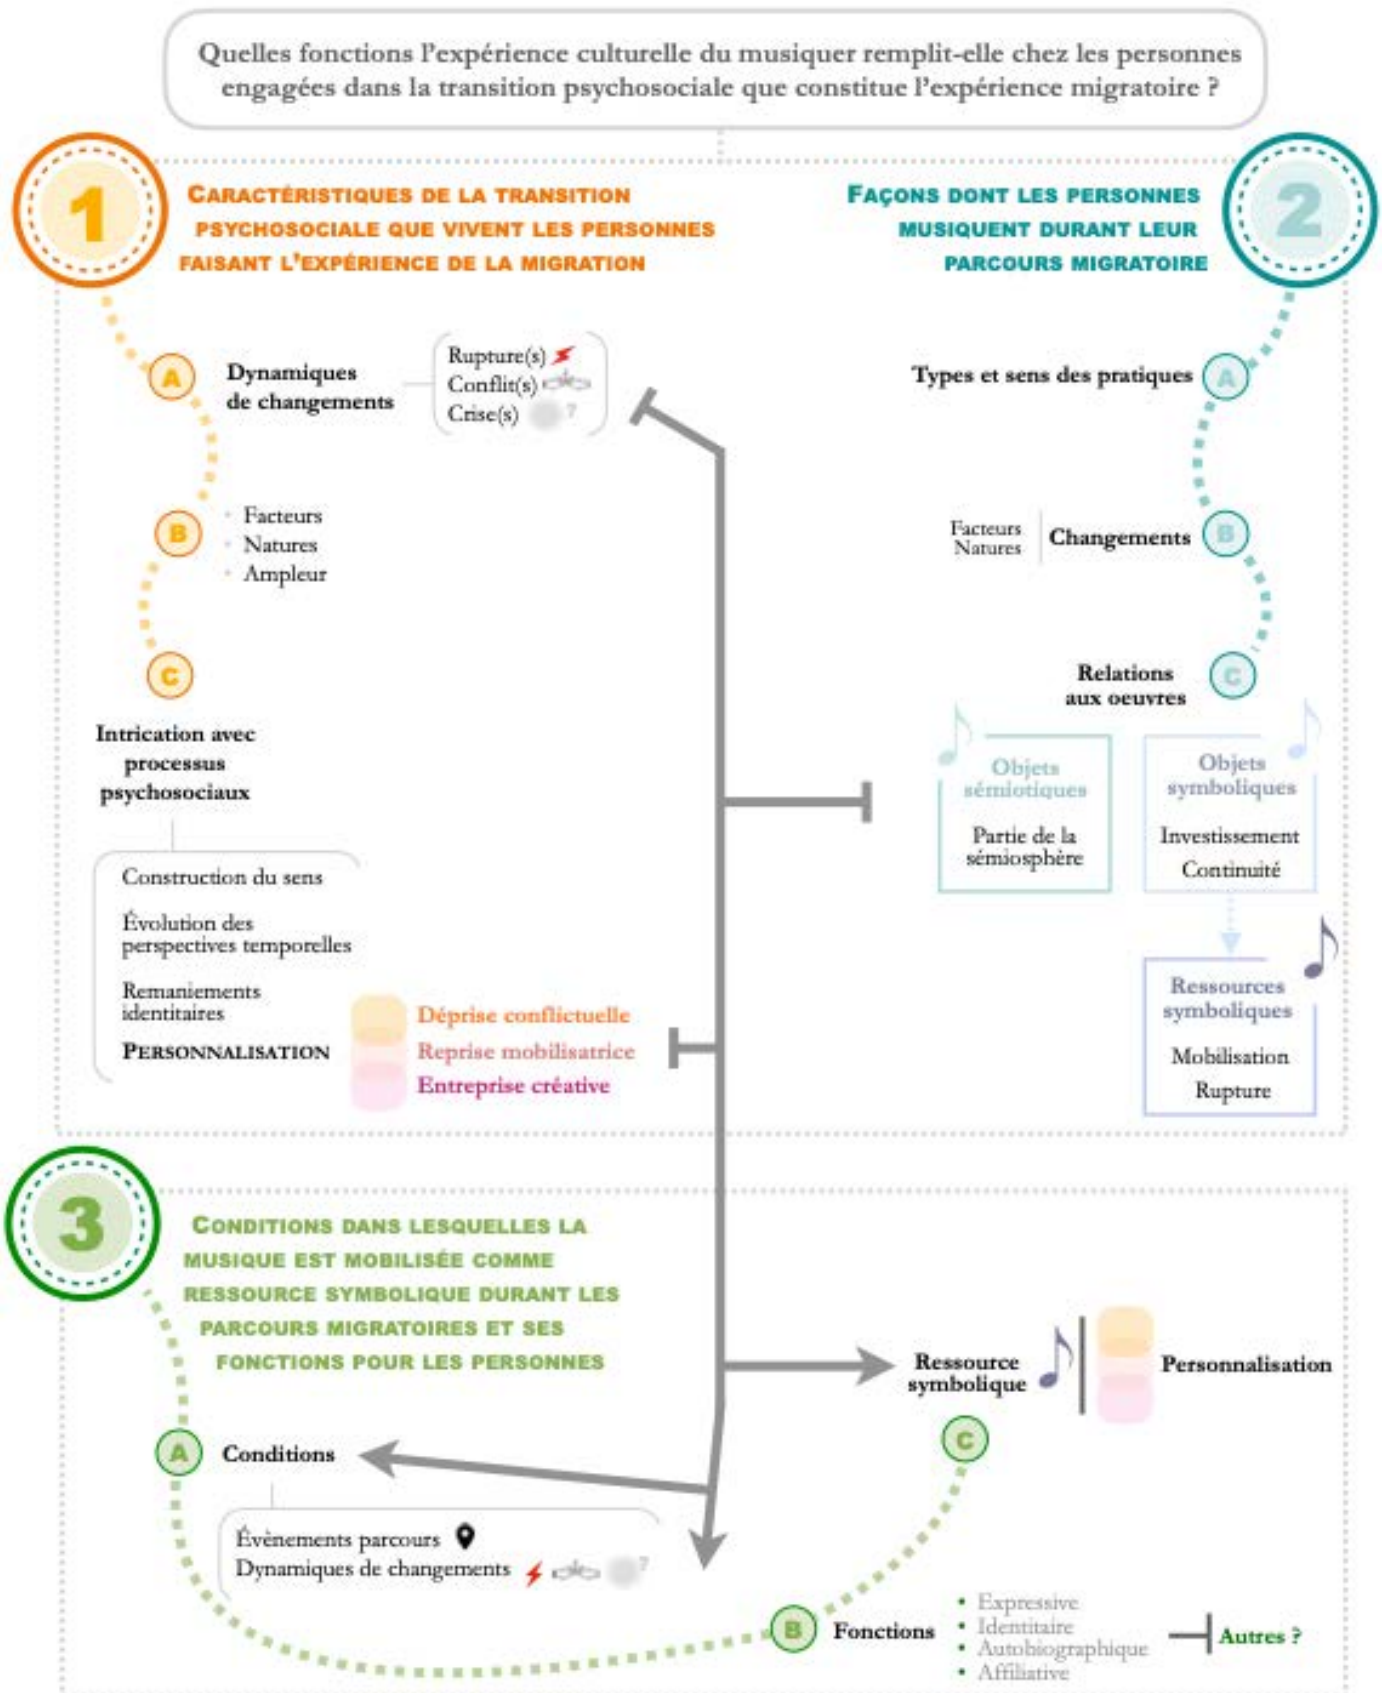 Quelles fonctions l'expérience culturelle du musiquer remplit-elle chez les personnes
engagées dans la transition psychosociale que constitue l'expérience migratoire ?
1
CARACTÉRISTIQUES DE LA TRANSITION
PSYCHOSOCIALE QUE VIVENT LES PERSONNES
FAISANT L'EXPÉRIENCE DE LA MIGRATION
A
Dynamiques
de changements
Rupture(s)
Conflit(s)
Crise(s) ?
B
• Facteurs
• Natures
• Ampleur
C
Intrication avec
processus
psychosociaux
Construction du sens
Évolution des
perspectives temporelles
Remaniements
identitaires
PERSONNALISATION
Déprise conflictuelle
Reprise mobilisatrice
Entreprise créative
2
FAÇONS DONT LES PERSONNES
MUSIQUENT DURANT LEUR
PARCOURS MIGRATOIRE
Types et sens des pratiques
A
Facteurs
Natures
Changements
B
Relations
aux oeuvres
C
Objets
sémiotiques
Partie de la
sémiosphère
Objets
symboliques
Investissement
Continuité
Ressources
symboliques
Mobilisation
Rupture
3
CONDITIONS DANS LESQUELLES LA
MUSIQUE EST MOBILISÉE COMME
RESSOURCE SYMBOLIQUE DURANT LES
PARCOURS MIGRATOIRES ET SES
FONCTIONS POUR LES PERSONNES
A
Conditions
Évènements parcours
Dynamiques de changements ?
B
Fonctions
• Expressive
• Identitaire
• Autobiographique
• Affiliative
Autres ?
C
Ressource
symbolique
Personnalisation